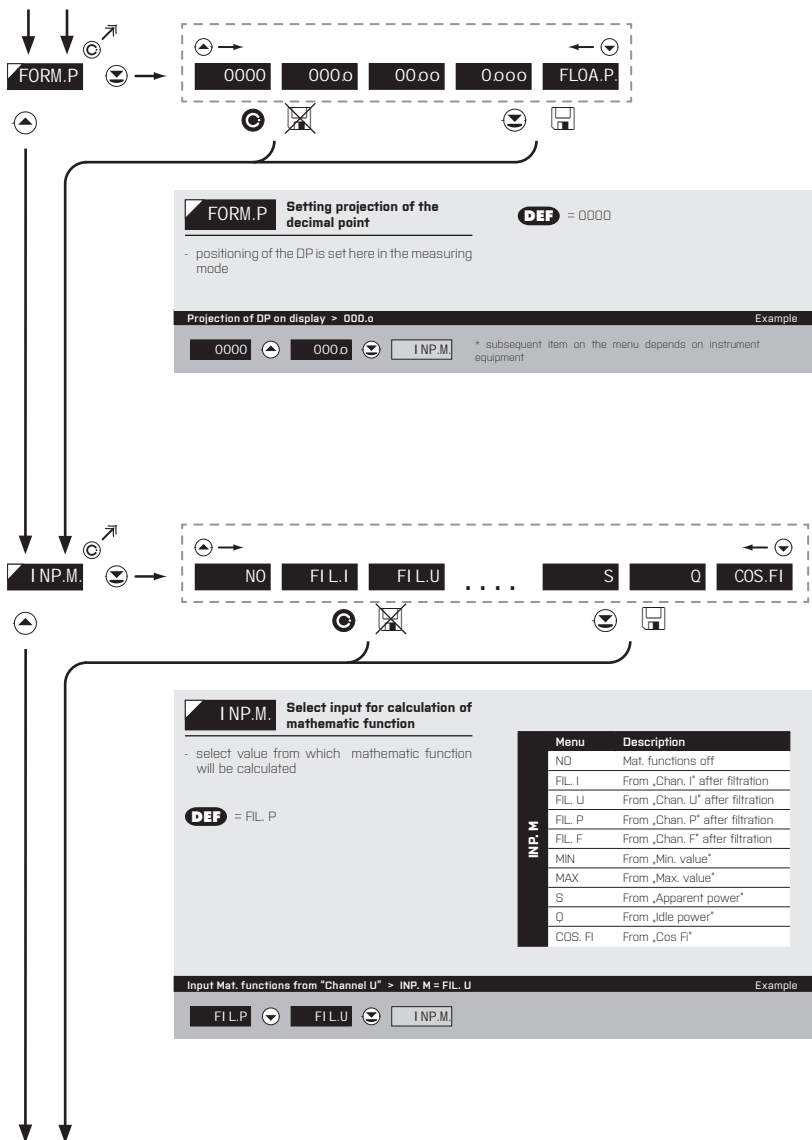 FORM.P
0000 000.o 00.oo 0.ooo FLOA.P.
FORM.P
Setting projection of the
decimal point
- positioning of the DP is set here in the measuring
mode
DEF = 0000
Projection of DP on display > 000.o Example
0000 000.o INP.M.
* subsequent item on the menu depends on instrument
equipment
INP.M.
NO FIL.I FIL.U .... S Q COS.FI
INP.M.
Select input for calculation of
mathematic function
- select value from which mathematic function
will be calculated
DEF = FIL. P
INP. M
Menu Description
NO Mat. functions off
FIL. I From „Chan. I“ after filtration
FIL. U From „Chan. U“ after filtration
FIL. P From „Chan. P“ after filtration
FIL. F From „Chan. F“ after filtration
MIN From „Min. value“
MAX From „Max. value“
S From „Apparent power“
Q From „Idle power“
COS. FI From „Cos Fi“
Input Mat. functions from "Channel U" > INP. M = FIL. U Example
FIL.P FIL.U INP.M.